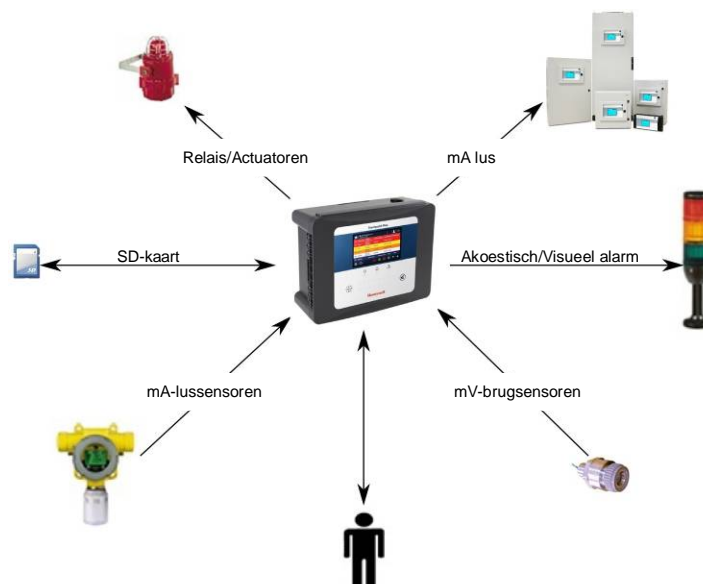 Relais/Actuatoren
mA lus
SD-kaart
Akoestisch/Visueel alarm
Honeywell
mA-lussensoren
mV-brugsensoren